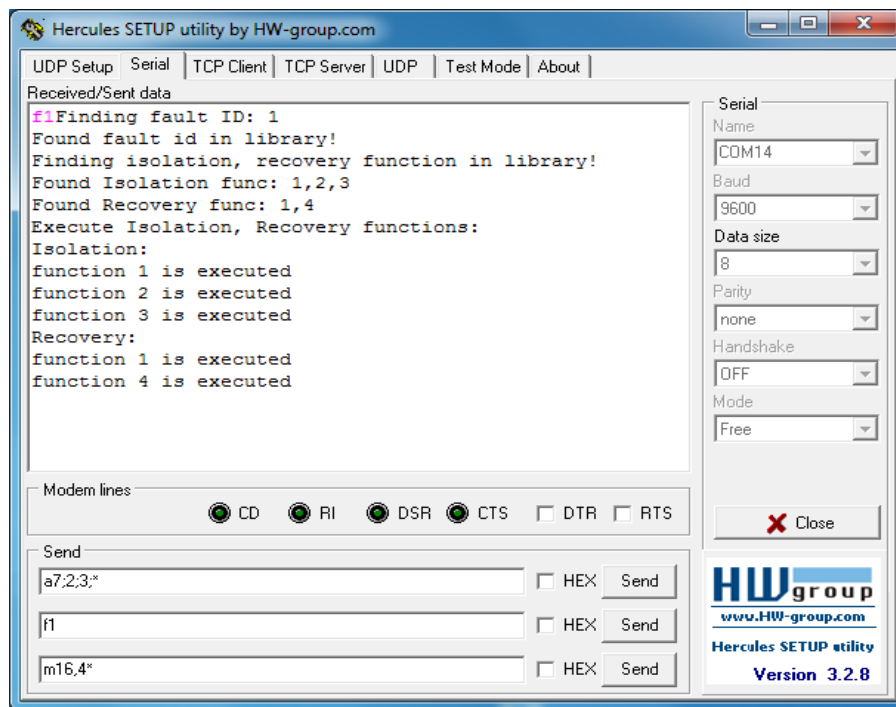 Hercules SETUP utility by HW-group.com
UDP Setup Serial TCP Client TCP Server UDP Test Mode About
Received/Sent data
f1Finding fault ID: 1
Found fault id in library!
Finding isolation, recovery function in library!
Found Isolation func: 1,2,3
Found Recovery func: 1,4
Execute Isolation, Recovery functions:
Isolation:
function 1 is executed
function 2 is executed
function 3 is executed
Recovery:
function 1 is executed
function 4 is executed
Serial
Name
COM14
Baud
9600
Data size
8
Parity
none
Handshake
OFF
Mode
Free
Close
Modem lines
CD RI DSR CTS DTR RTS
Send
a7;2;3;* HEX Send
f1 HEX Send
m16,4* HEX Send
HW group
www.HW-group.com
Hercules SETUP utility
Version 3.2.8